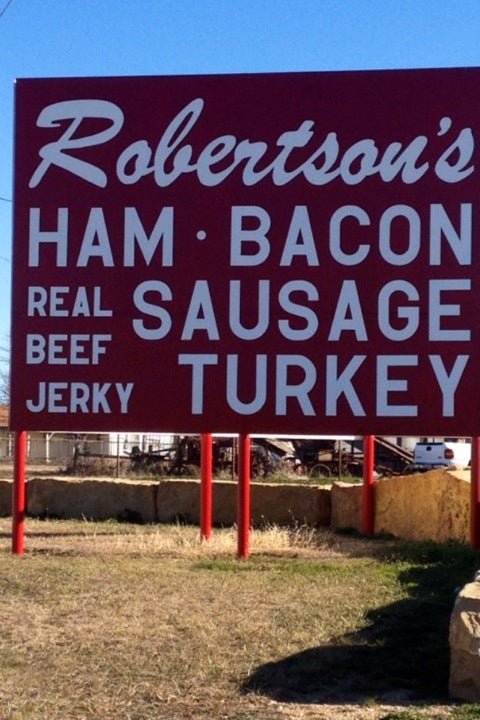 Robertson's
HAM · BACON
REAL BEEF JERKY
SAUSAGE
TURKEY